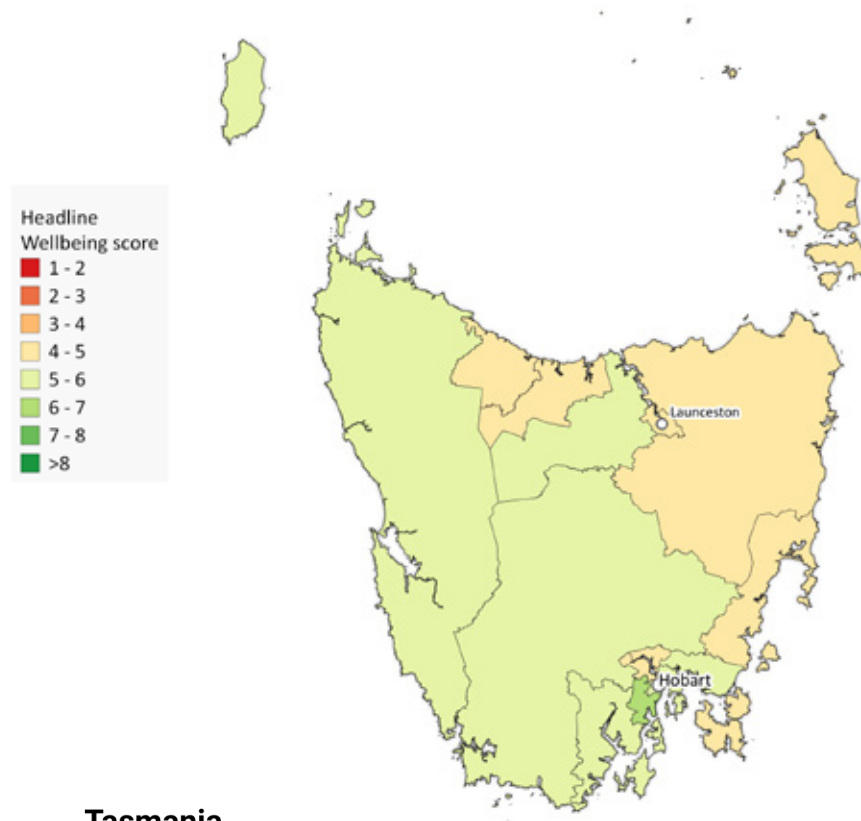 Headline
Wellbeing score
1 - 2
2 - 3
3 - 4
4 - 5
5 - 6
6 - 7
7 - 8
>8
Launceston
Hobart
Tasmania